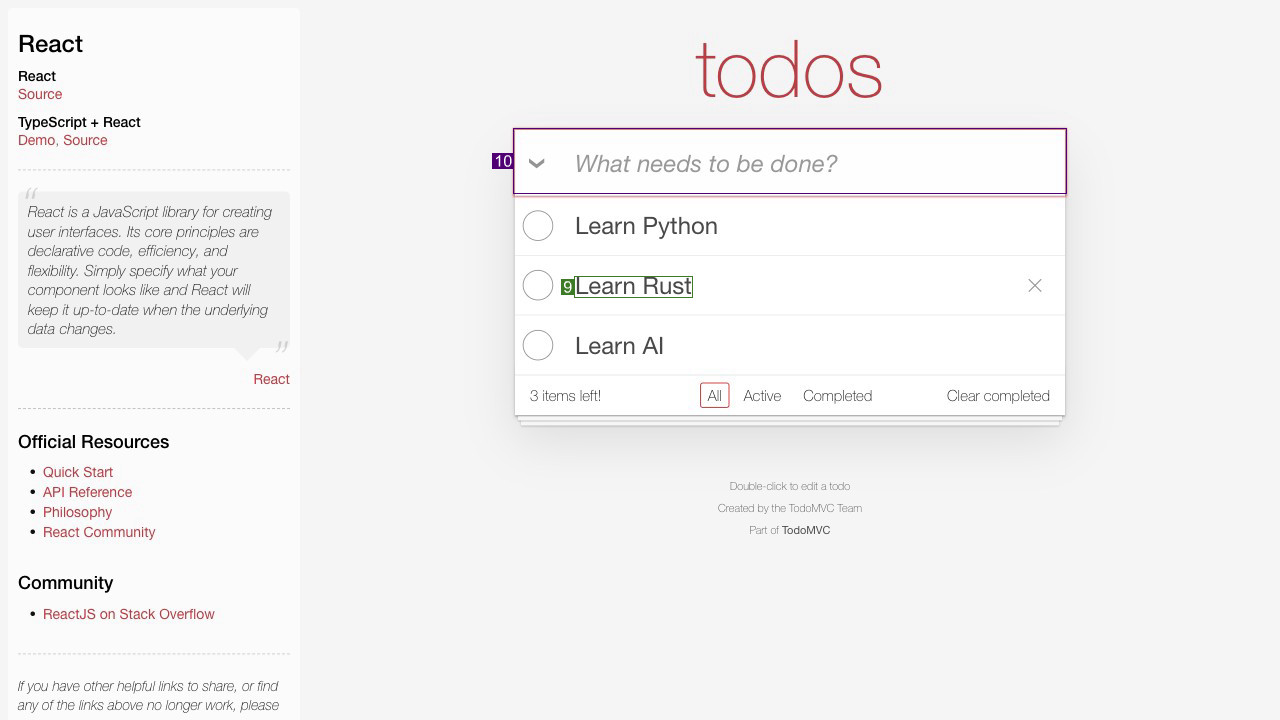 React
React
Source
TypeScript + React
Demo, Source
“
React is a JavaScript library for creating
user interfaces. Its core principles are
declarative code, efficiency, and
flexibility. Simply specify what your
component looks like and React will
keep it up-to-date when the underlying
data changes.
”
React
Official Resources
• Quick Start
• API Reference
• Philosophy
• React Community
Community
• ReactJS on Stack Overflow
If you have other helpful links to share, or find
any of the links above no longer work, please
todos
10
What needs to be done?
Learn Python
9 Learn Rust
Learn AI
3 items left! All Active Completed Clear completed
Double-click to edit a todo
Created by the TodoMVC Team
Part of TodoMVC